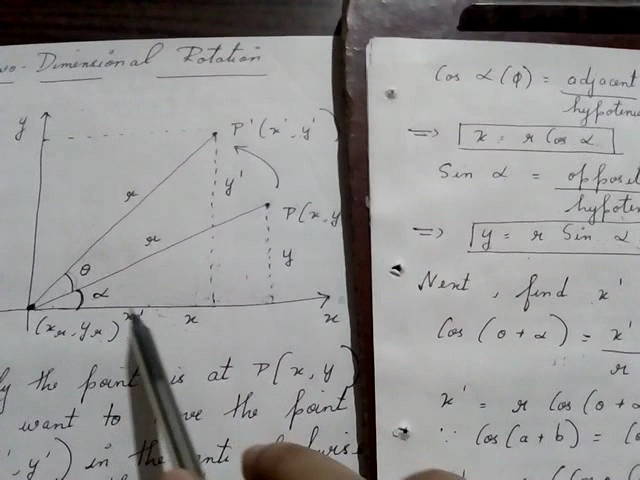 wo-Dimensional Rotation
y
P'(x', y')
r
y'
P(x, y
r
θ
y
α
(xr, yr)
x'
x
x
y the point is at P(x, y)
want to the point
', y') in the
Cos α(φ) = adjacent
hypotenu
=> x = r Cos α
Sin α = opposit
hypoten
=> y = r Sin α
Next, find x'
Cos (θ+α) = x'
r
x' = r Cos (θ+α
∵ Cos(a+b) = (